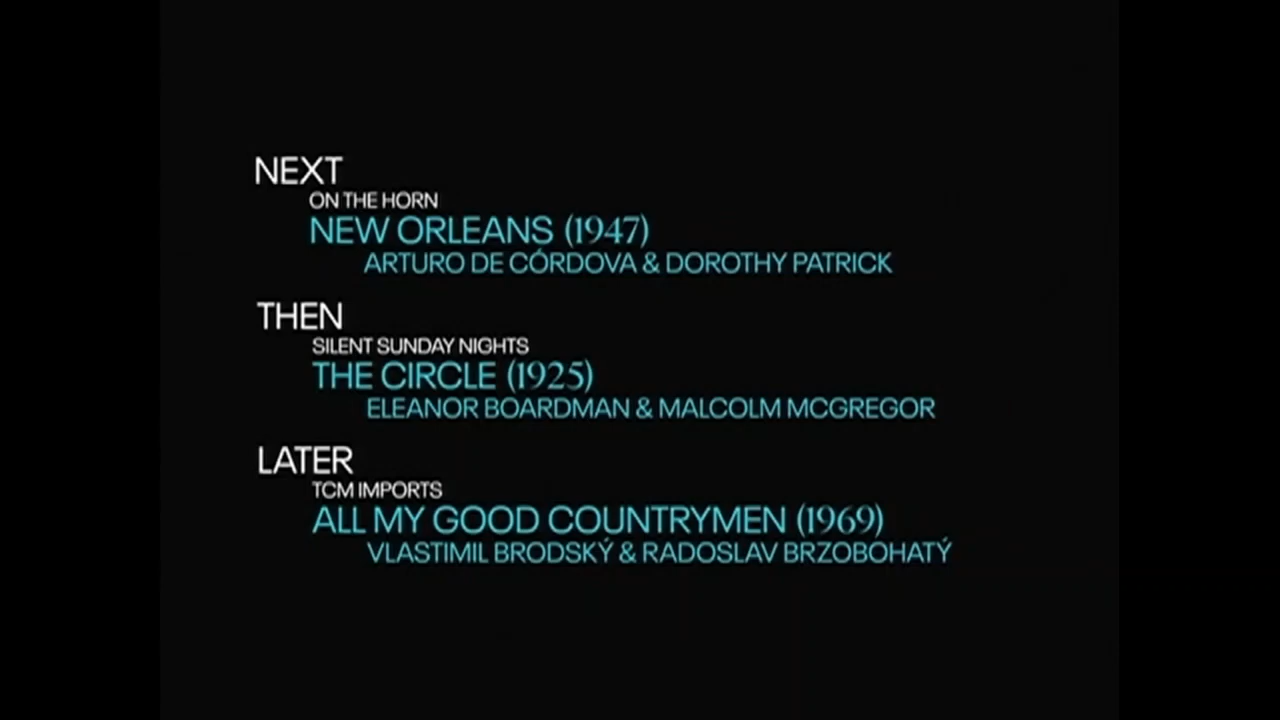 NEXT
ON THE HORN
NEW ORLEANS (1947)
ARTURO DE CÓRDOVA & DOROTHY PATRICK
THEN
SILENT SUNDAY NIGHTS
THE CIRCLE (1925)
ELEANOR BOARDMAN & MALCOLM MCGREGOR
LATER
TCM IMPORTS
ALL MY GOOD COUNTRYMEN (1969)
VLASTIMIL BRODSKÝ & RADOSLAV BRZOBOHATÝ